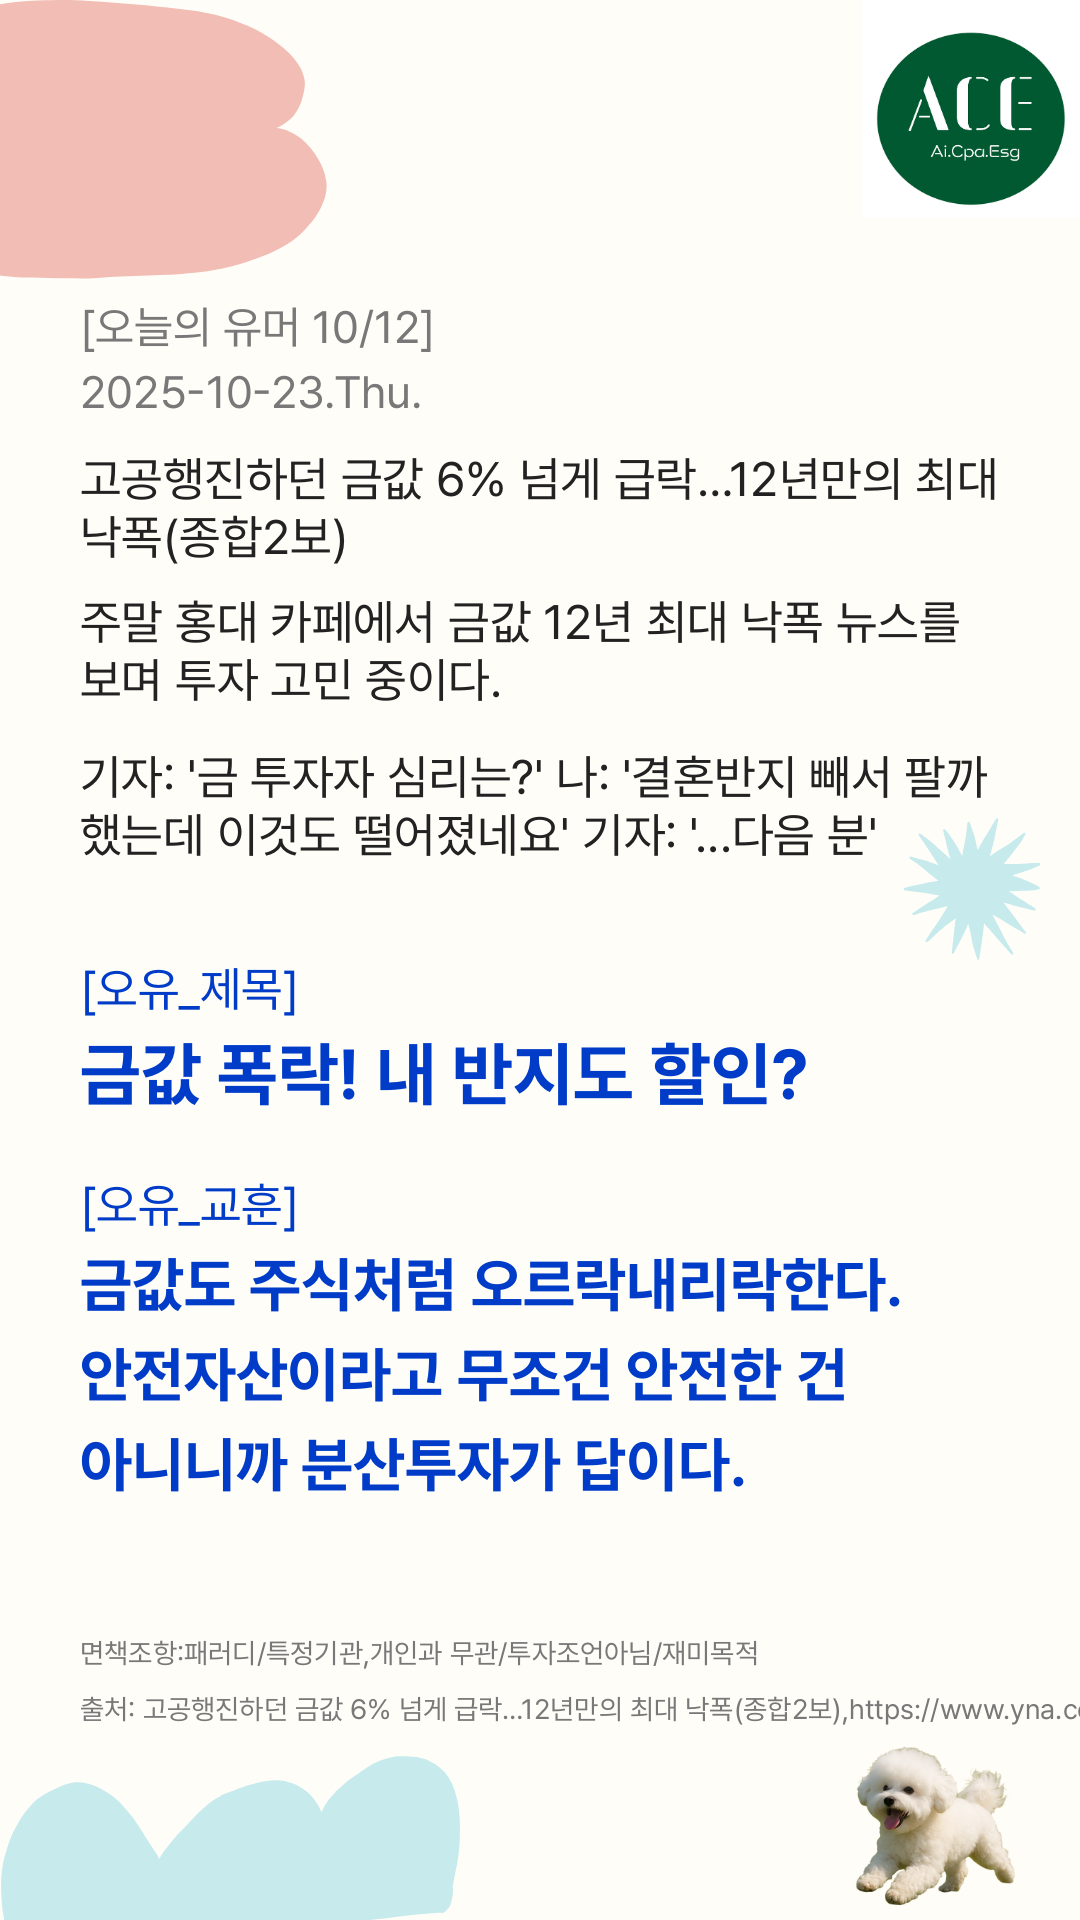 ACE
Ai.Cpa.Esg
[오늘의 유머 10/12]
2025-10-23.Thu.
고공행진하던 금값 6% 넘게 급락...12년만의 최대
낙폭(종합2보)
주말 홍대 카페에서 금값 12년 최대 낙폭 뉴스를
보며 투자 고민 중이다.
기자: '금 투자자 심리는?' 나: '결혼반지 빼서 팔까
했는데 이것도 떨어졌네요' 기자: '...다음 분'
[오유_제목]
금값 폭락! 내 반지도 할인?
[오유_교훈]
금값도 주식처럼 오르락내리락한다.
안전자산이라고 무조건 안전한 건
아니니까 분산투자가 답이다.
면책조항:패러디/특정기관,개인과 무관/투자조언아님/재미목적
출처: 고공행진하던 금값 6% 넘게 급락...12년만의 최대 낙폭(종합2보),https://www.yna.c